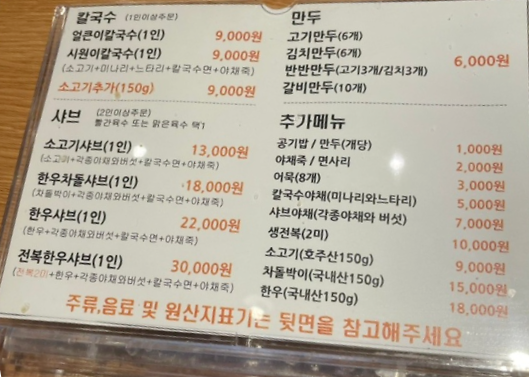 칼국수 (1인이상주문)
얼큰이칼국수(1인) 9,000원
시원이칼국수(1인) 9,000원
(소고기+미나리+느타리+칼국수면+야채죽)
소고기추가(150g) 9,000원
샤브 (2인이상주문)
빨간육수 또는 맑은육수 택1
소고기샤브(1인) 13,000원
(소고기+각종야채와버섯+칼국수면+야채죽)
한우차돌샤브(1인) 18,000원
(차돌박이+각종야채와버섯+칼국수면+야채죽)
한우샤브(1인) 22,000원
(한우+각종야채와버섯+칼국수면+야채죽)
전복한우샤브(1인) 30,000원
(전복2미+한우+각종야채와버섯+칼국수면+야채죽)
만두
고기만두(6개)
김치만두(6개)
반반만두(고기3개/김치3개)
갈비만두(10개)
6,000원
추가메뉴
공기밥 / 만두(개당) 1,000원
야채죽 / 면사리 2,000원
어묵(8개) 3,000원
칼국수야채(미나리와느타리) 5,000원
샤브야채(각종야채와 버섯) 7,000원
생전복(2미) 10,000원
소고기(호주산150g) 9,000원
차돌박이(국내산150g) 15,000원
한우(국내산150g) 18,000원
주류,음료 및 원산지표기는 뒷면을 참고해주세요